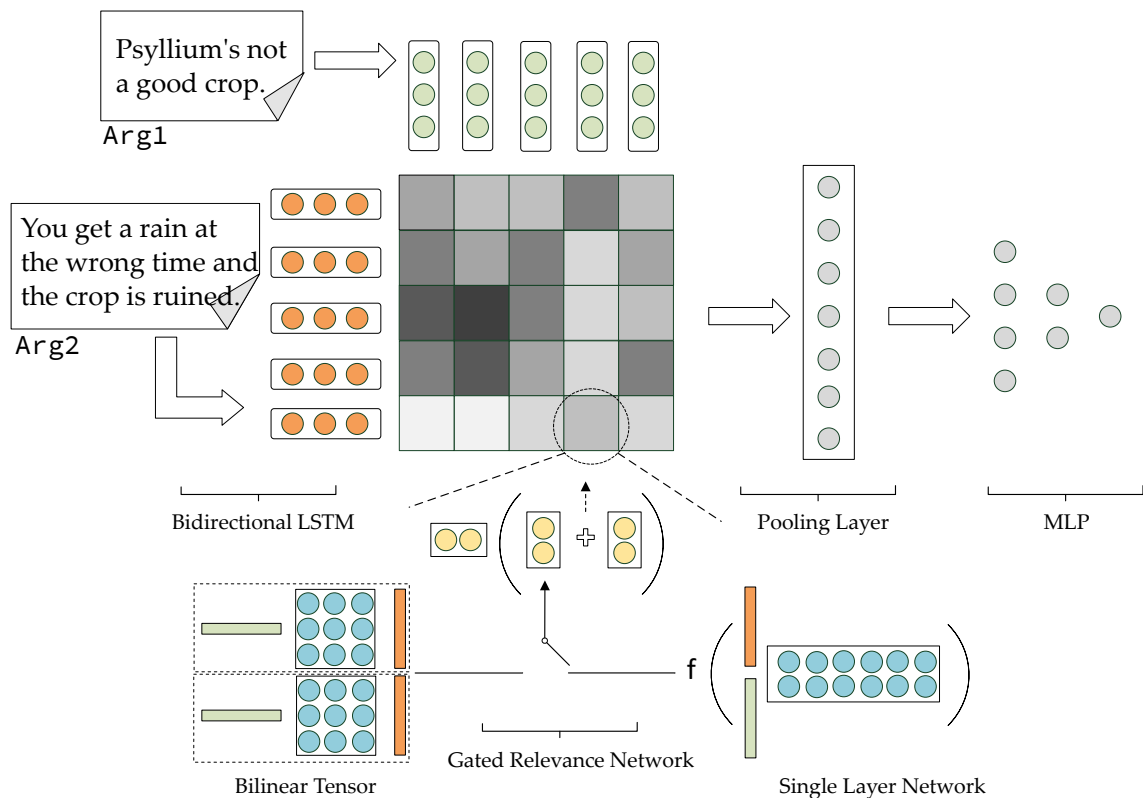 Psyllium's not
a good crop.
Arg1
You get a rain at
the wrong time and
the crop is ruined.
Arg2
Bidirectional LSTM
Pooling Layer
MLP
f
Gated Relevance Network
Bilinear Tensor
Single Layer Network